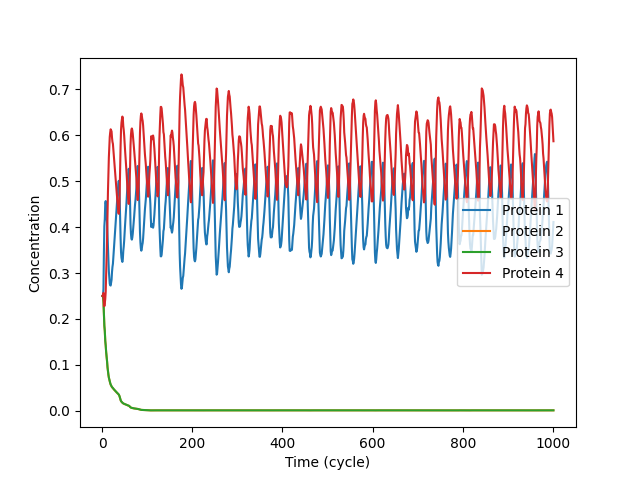 0.7
0.6
0.5
0.4
0.3
0.2
0.1
0.0
Concentration
Protein 1
Protein 2
Protein 3
Protein 4
0
200
400
600
800
1000
Time (cycle)